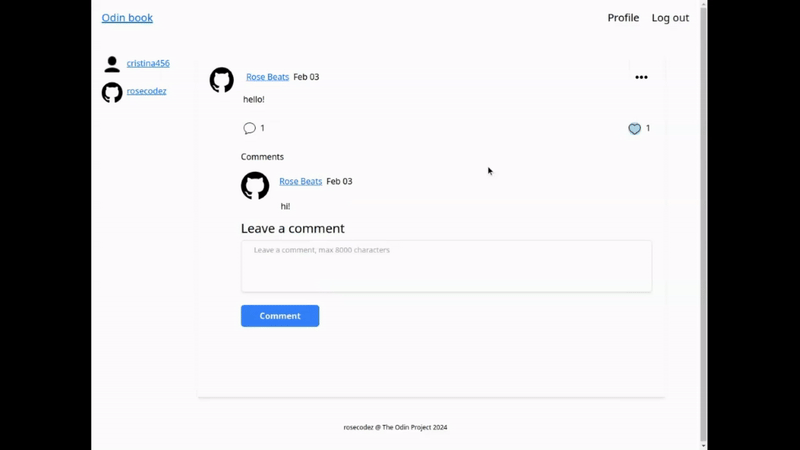 Odin book
Profile Log out
cristina456
rosecodez
Rose Beats Feb 03
hello!
1
1
Comments
Rose Beats Feb 03
hi!
Leave a comment
Leave a comment, max 8000 characters
Comment
rosecodez @ The Odin Project 2024